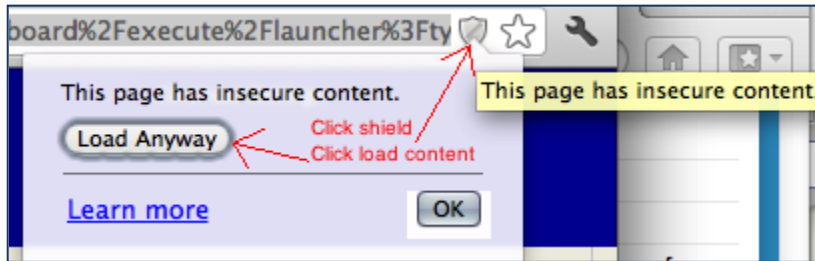 board%2Fexecute%2Flauncher%3Fty
This page has insecure content.
This page has insecure content.
Load Anyway
Click shield
Click load content
Learn more
OK